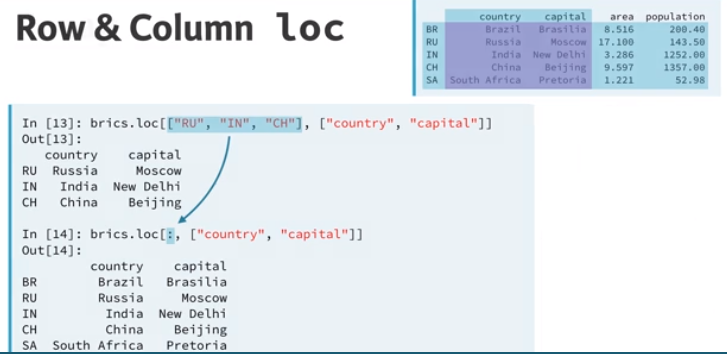 Row & Column loc
country capital area population
BR Brazil Brasilia 8.516 200.40
RU Russia Moscow 17.100 143.50
IN India New Delhi 3.286 1252.00
CH China Beijing 9.597 1357.00
SA South Africa Pretoria 1.221 52.98
In [13]: brics.loc[["RU", "IN", "CH"], ["country", "capital"]]
Out[13]:
country capital
RU Russia Moscow
IN India New Delhi
CH China Beijing
In [14]: brics.loc[:, ["country", "capital"]]
Out[14]:
country capital
BR Brazil Brasilia
RU Russia Moscow
IN India New Delhi
CH China Beijing
SA South Africa Pretoria